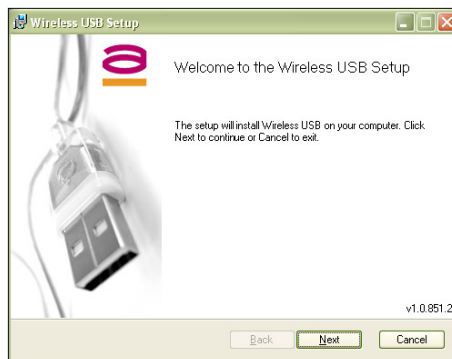 Wireless USB Setup
Welcome to the Wireless USB Setup
The setup will install Wireless USB on your computer. Click
Next to continue or Cancel to exit.
v1.0.851.2
Back Next Cancel